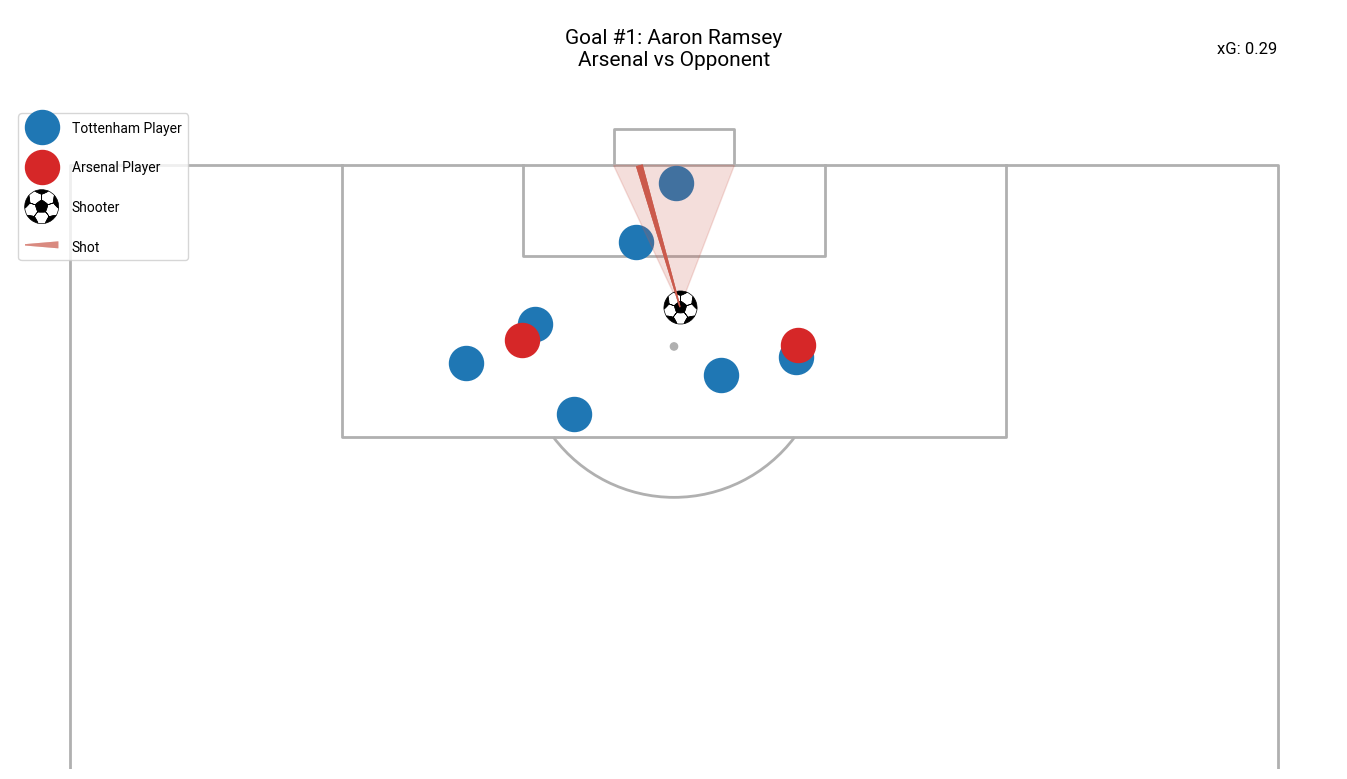 Goal #1: Aaron Ramsey
Arsenal vs Opponent
xG: 0.29
Tottenham Player
Arsenal Player
Shooter
Shot